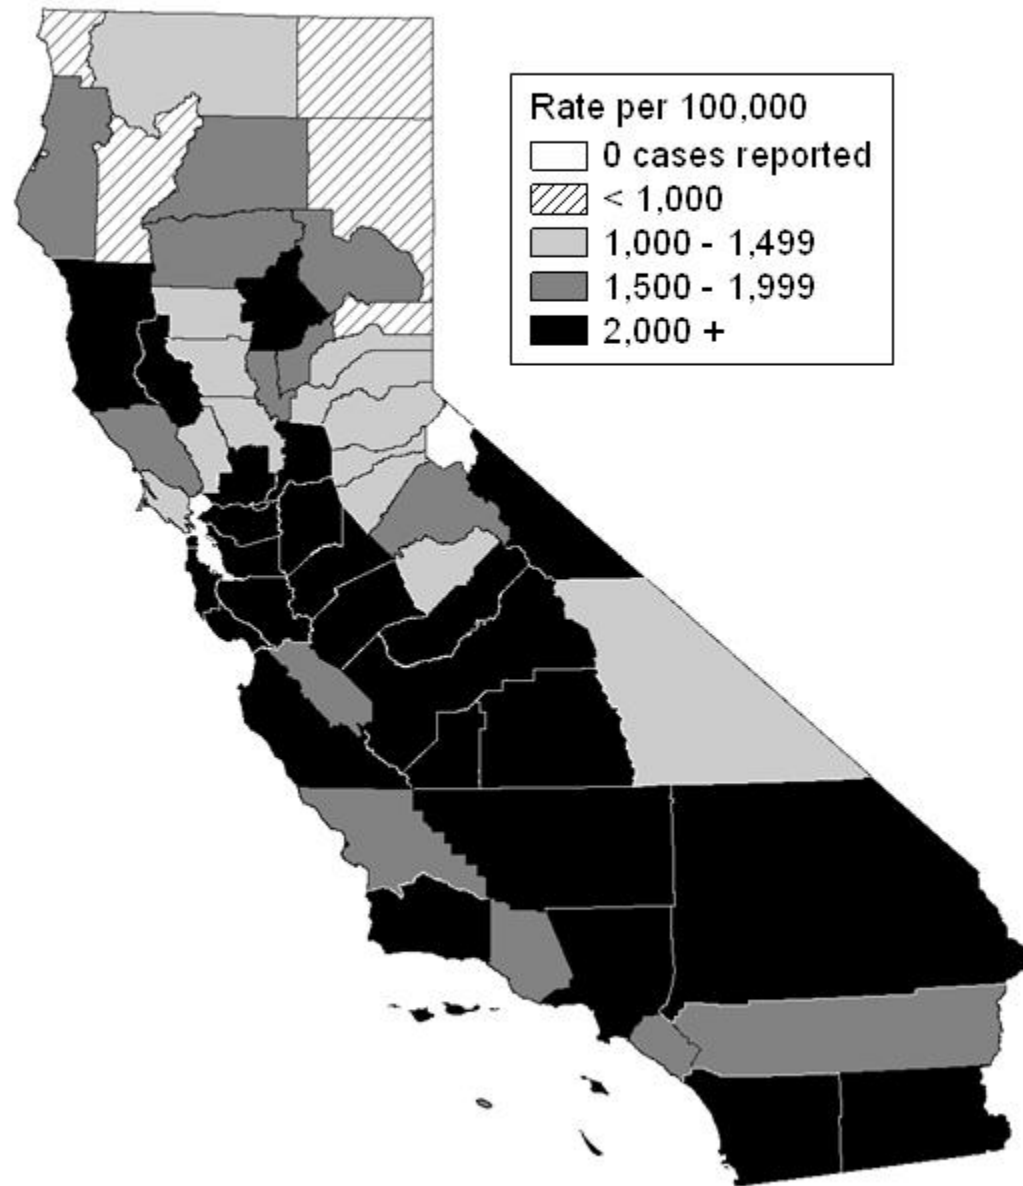 Rate per 100,000
0 cases reported
< 1,000
1,000 - 1,499
1,500 - 1,999
2,000 +